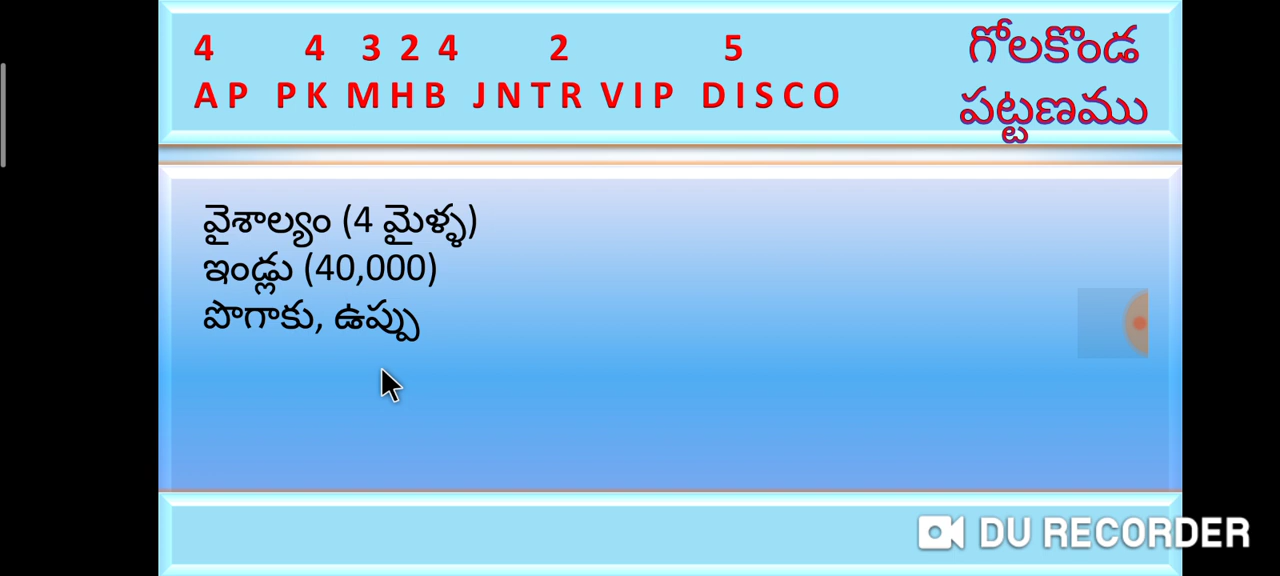 4 4 3 2 4 2 5
A P P K M H B J N T R V I P D I S C O
గోలకొండ
పట్టణము
వైశాల్యం (4 మైళ్ళ)
ఇండ్లు (40,000)
పొగాకు, ఉప్పు
DU RECORDER